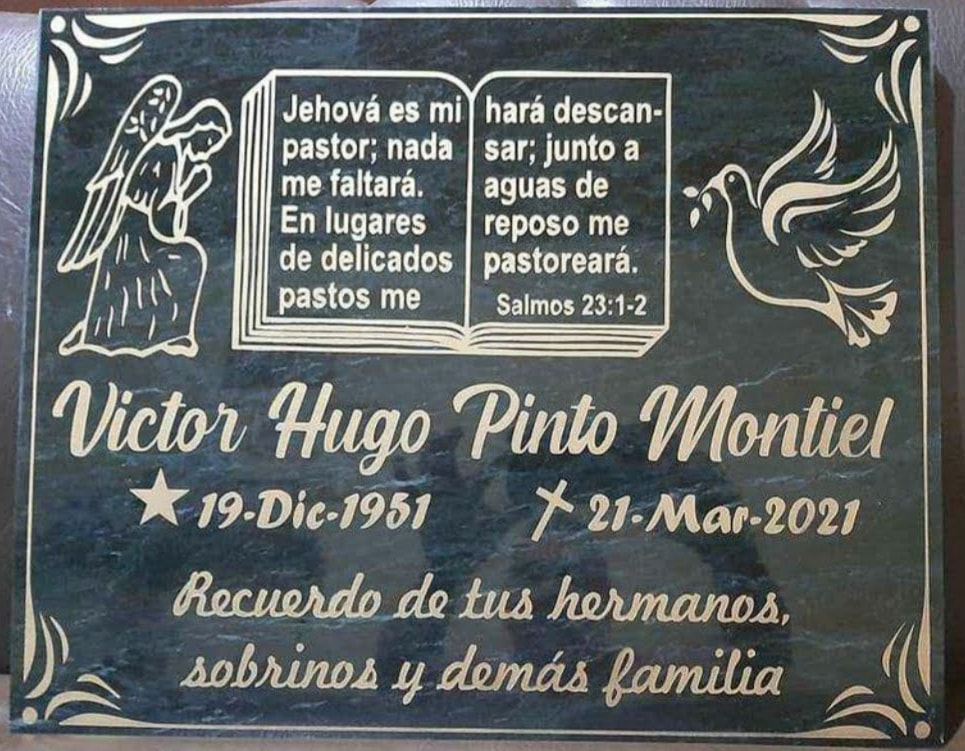 Jehová es mi
pastor; nada
me faltará.
En lugares
de delicados
pastos me
hará descan-
sar; junto a
aguas de
reposo me
pastoreará.
Salmos 23:1-2
Victor Hugo Pinto Montiel
19-Dic-1951
21-Mar-2021
Recuerdo de tus hermanos,
sobrinos y demás familia